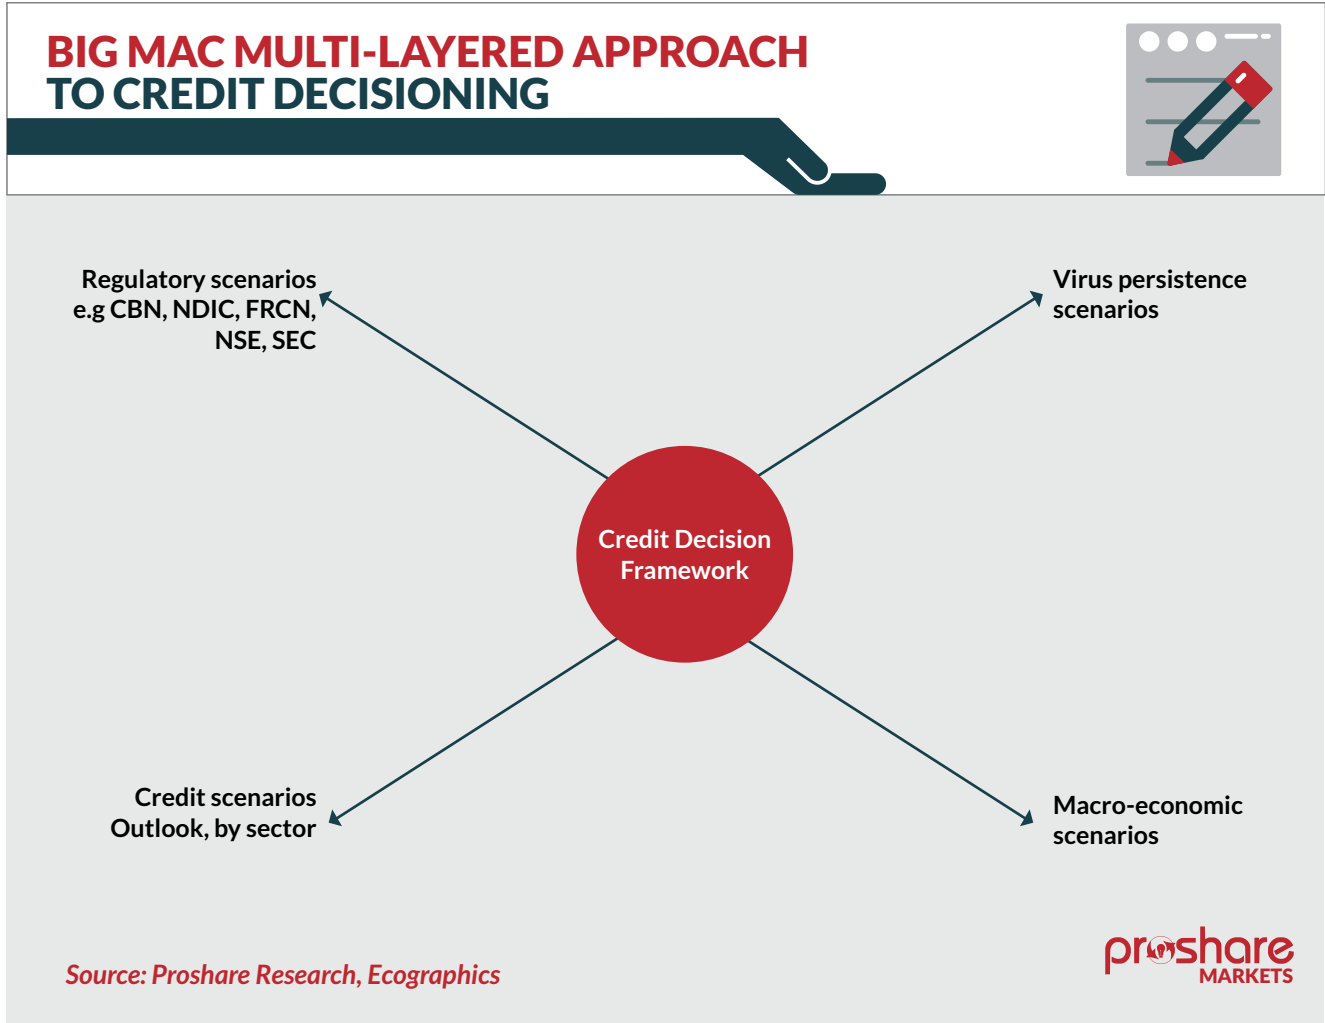 BIG MAC MULTI-LAYERED APPROACH
TO CREDIT DECISIONING
Regulatory scenarios
e.g CBN, NDIC, FRCN,
NSE, SEC
Virus persistence
scenarios
Credit Decision
Framework
Credit scenarios
Outlook, by sector
Macro-economic
scenarios
Source: Proshare Research, Ecographics
proshare
MARKETS